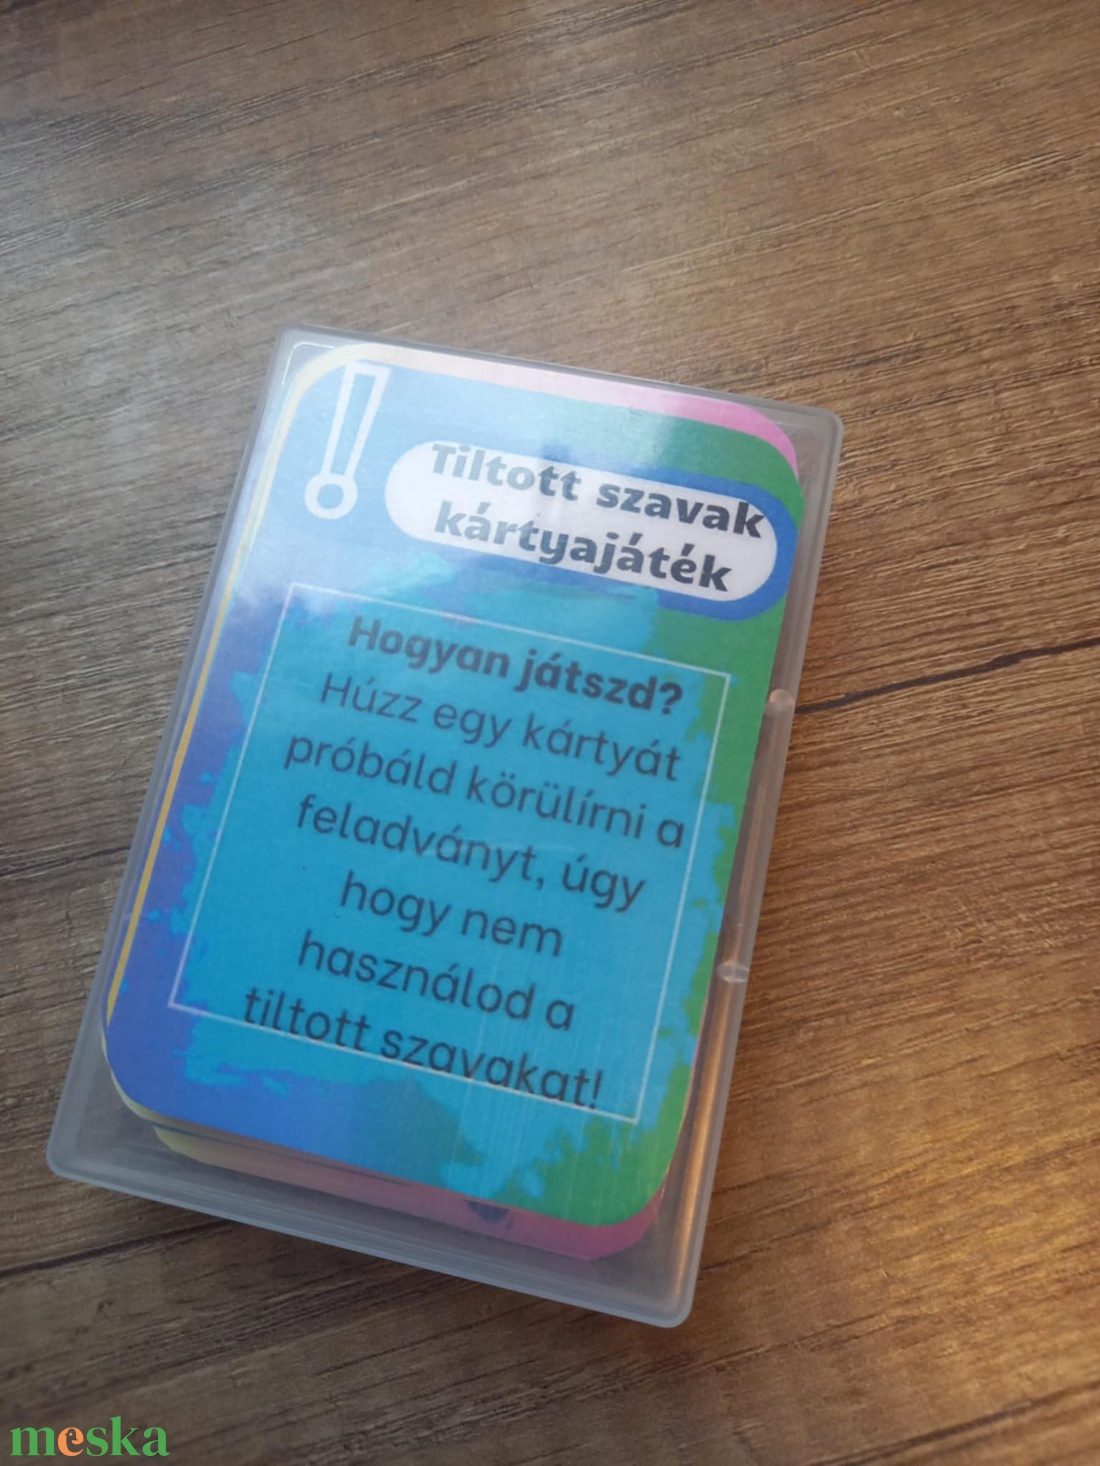 Tiltott szavak
kártyajáték
Hogyan játszd?
Húzz egy kártyát
próbáld körülírni a
feladványt, úgy
hogy nem
használod a
tiltott szavakat!
meska